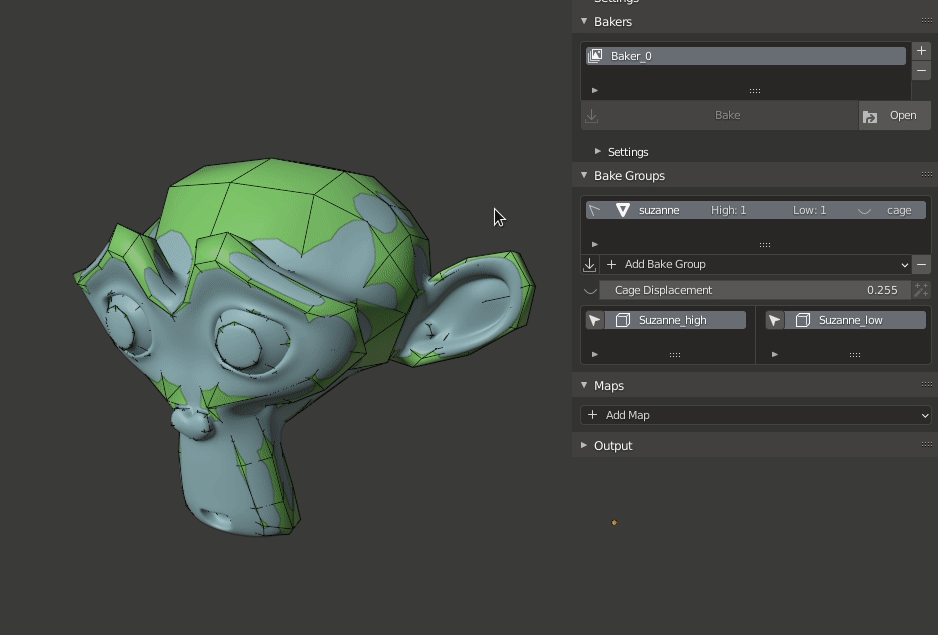 Settings
Bakers
Baker_0
Bake Open
Settings
Bake Groups
suzanne High: 1 Low: 1 cage
Add Bake Group
Cage Displacement 0.255
Suzanne_high Suzanne_low
Maps
Add Map
Output